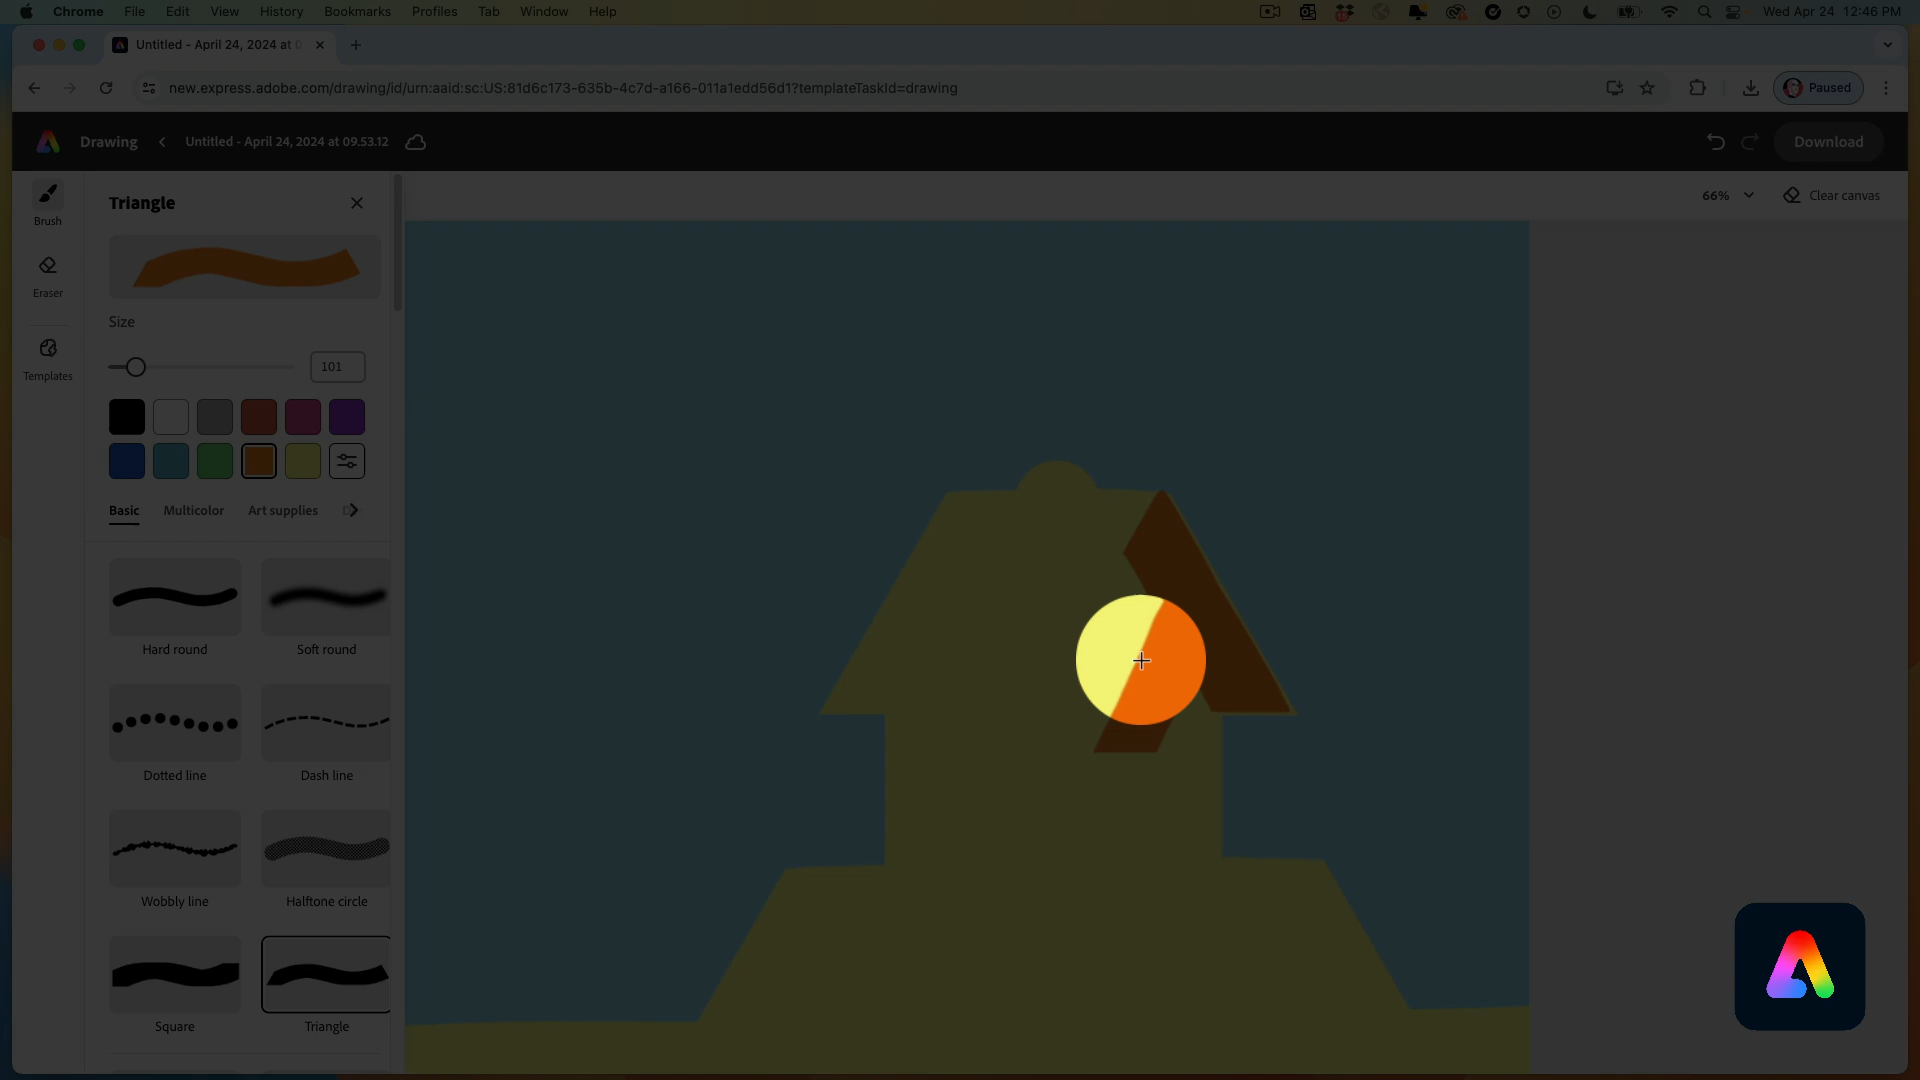 Chrome File Edit View History Bookmarks Profiles Tab Window Help Wed Apr 24 12:46 PM
Untitled - April 24, 2024 at 0
new.express.adobe.com/drawing/id/urn:aaid:sc:US:81d6c173-635b-4c7d-a166-011a1edd56d1?templateTaskId=drawing Paused
Drawing Untitled - April 24, 2024 at 09.53.12 Download
66% Clear canvas
Brush
Eraser
Templates
Triangle
Size
101
Basic Multicolor Art supplies
Hard round Soft round
Dotted line Dash line
Wobbly line Halftone circle
Square Triangle